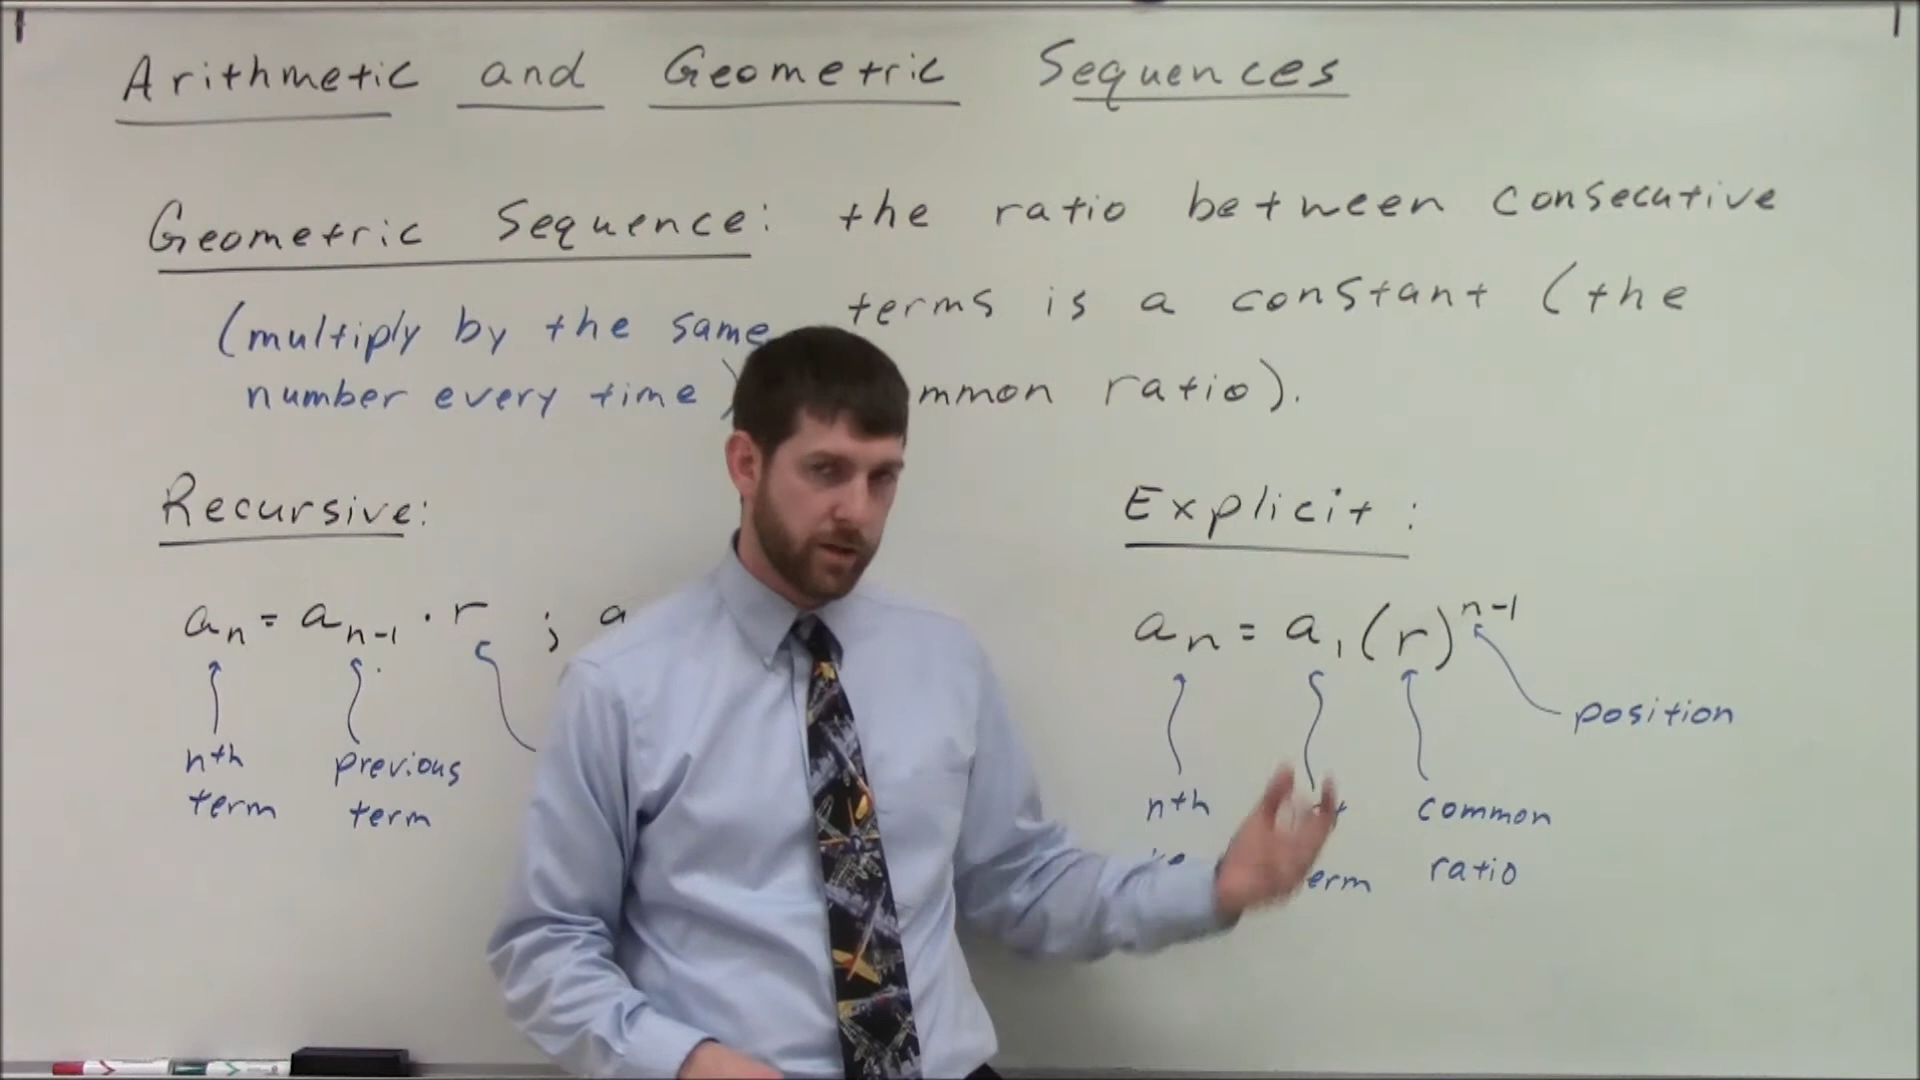 Arithmetic and Geometric Sequences
Geometric Sequence: the ratio between consecutive
terms is a constant (the
mmon ratio).
(multiply by the same
number every time)
Recursive:
aₙ = aₙ₋₁ · r ; a
nth term
previous term
Explicit:
aₙ = a₁(r)ⁿ⁻¹
position
nth
erm
common ratio